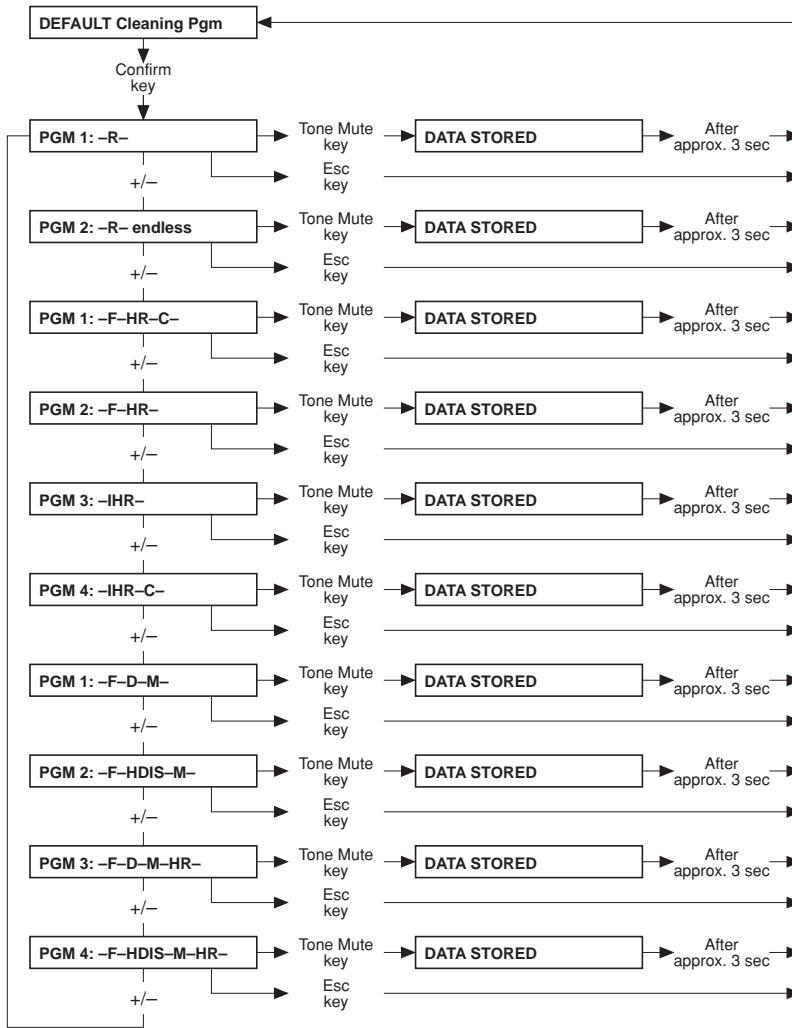 DEFAULT Cleaning Pgm
Confirm
key
PGM 1: –R–
Tone Mute
key
DATA STORED
After
approx. 3 sec
Esc
key
+/–
PGM 2: –R– endless
Tone Mute
key
DATA STORED
After
approx. 3 sec
Esc
key
+/–
PGM 1: –F–HR–C–
Tone Mute
key
DATA STORED
After
approx. 3 sec
Esc
key
+/–
PGM 2: –F–HR–
Tone Mute
key
DATA STORED
After
approx. 3 sec
Esc
key
+/–
PGM 3: –IHR–
Tone Mute
key
DATA STORED
After
approx. 3 sec
Esc
key
+/–
PGM 4: –IHR–C–
Tone Mute
key
DATA STORED
After
approx. 3 sec
Esc
key
+/–
PGM 1: –F–D–M–
Tone Mute
key
DATA STORED
After
approx. 3 sec
Esc
key
+/–
PGM 2: –F–HDIS–M–
Tone Mute
key
DATA STORED
After
approx. 3 sec
Esc
key
+/–
PGM 3: –F–D–M–HR–
Tone Mute
key
DATA STORED
After
approx. 3 sec
Esc
key
+/–
PGM 4: –F–HDIS–M–HR–
Tone Mute
key
DATA STORED
After
approx. 3 sec
Esc
key
+/–